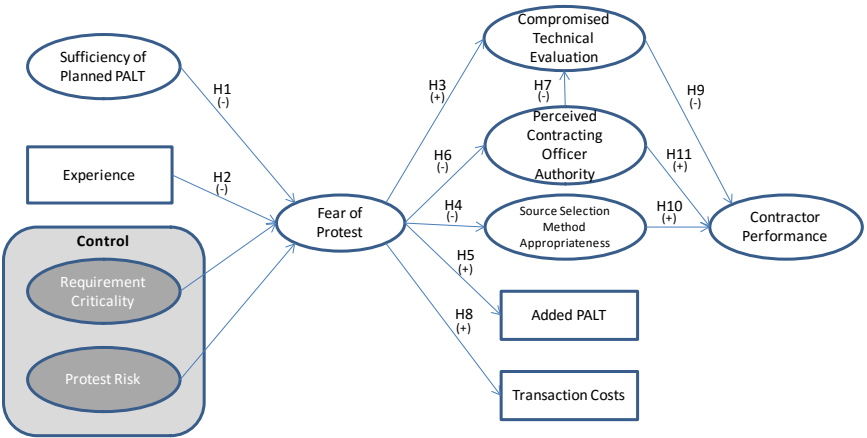 Sufficiency of
Planned PALT
Experience
Control
Requirement
Criticality
Protest Risk
H1
(-)
H2
(-)
Fear of
Protest
H3
(+)
H6
(-)
H4
(-)
H5
(+)
H8
(+)
Compromised
Technical
Evaluation
H7
(-)
Perceived
Contracting
Officer
Authority
Source Selection
Method
Appropriateness
Added PALT
Transaction Costs
H9
(-)
H11
(+)
H10
(+)
Contractor
Performance